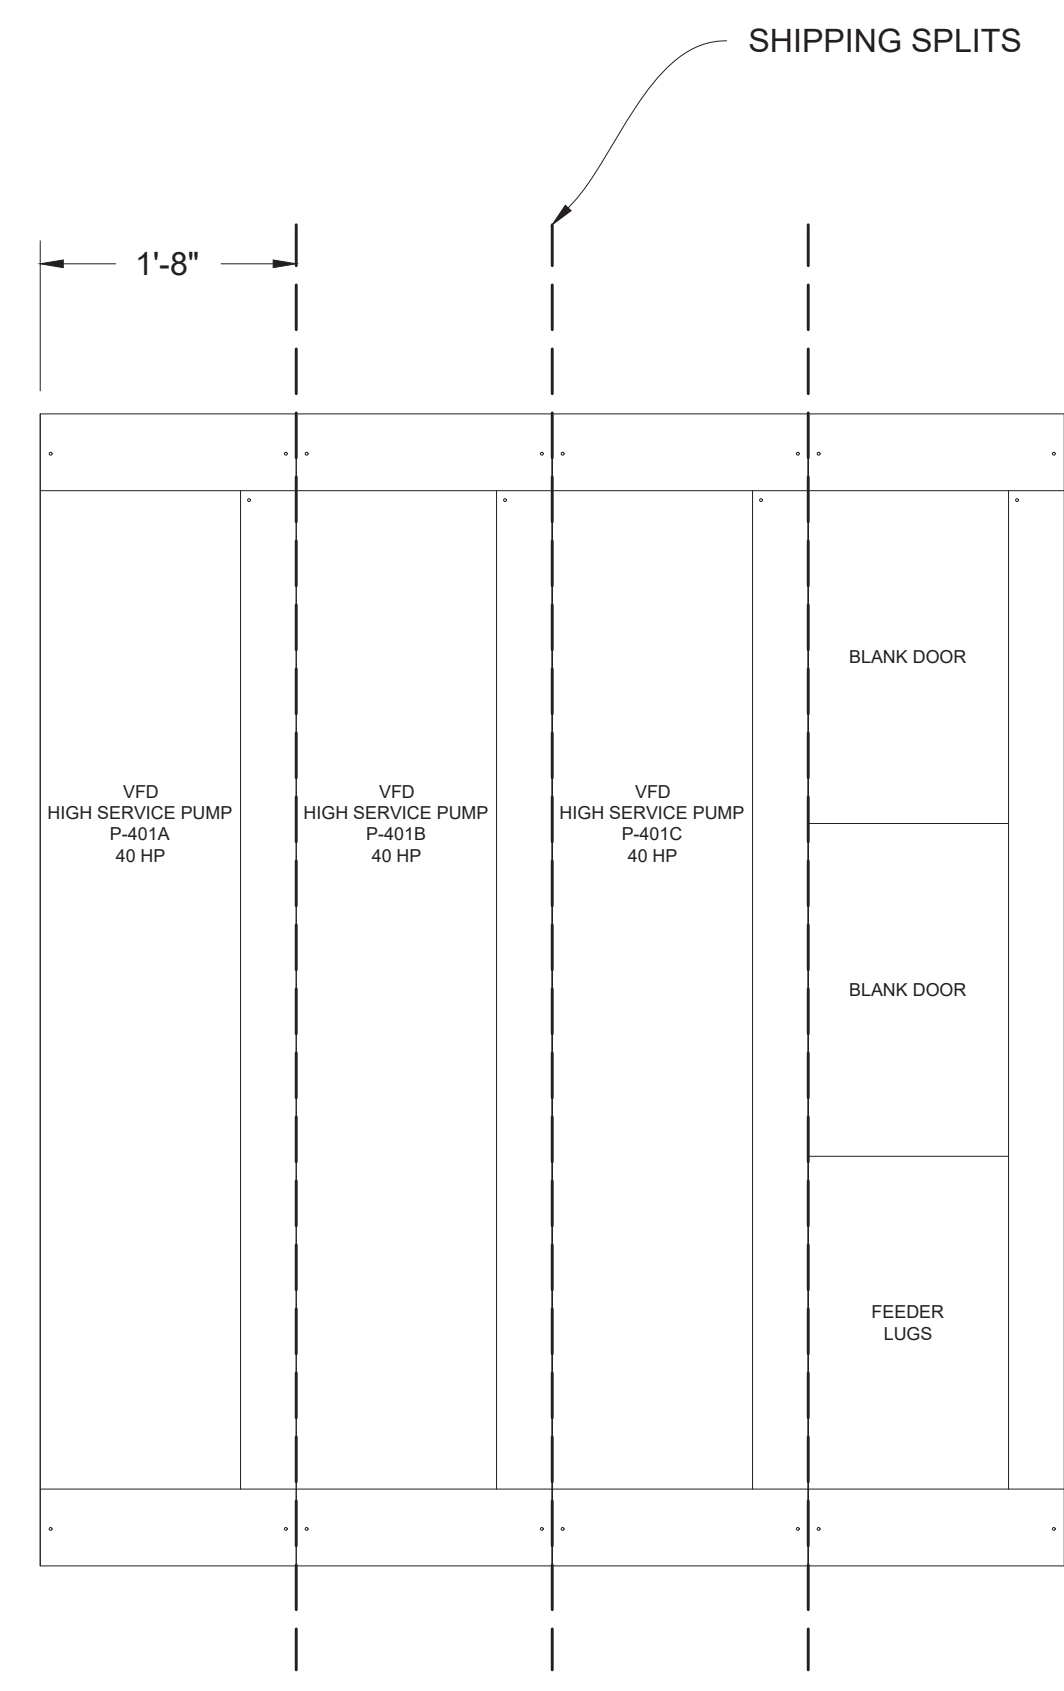 SHIPPING SPLITS
1'-8"
VFD
HIGH SERVICE PUMP
P-401A
40 HP
VFD
HIGH SERVICE PUMP
P-401B
40 HP
VFD
HIGH SERVICE PUMP
P-401C
40 HP
BLANK DOOR
BLANK DOOR
FEEDER
LUGS